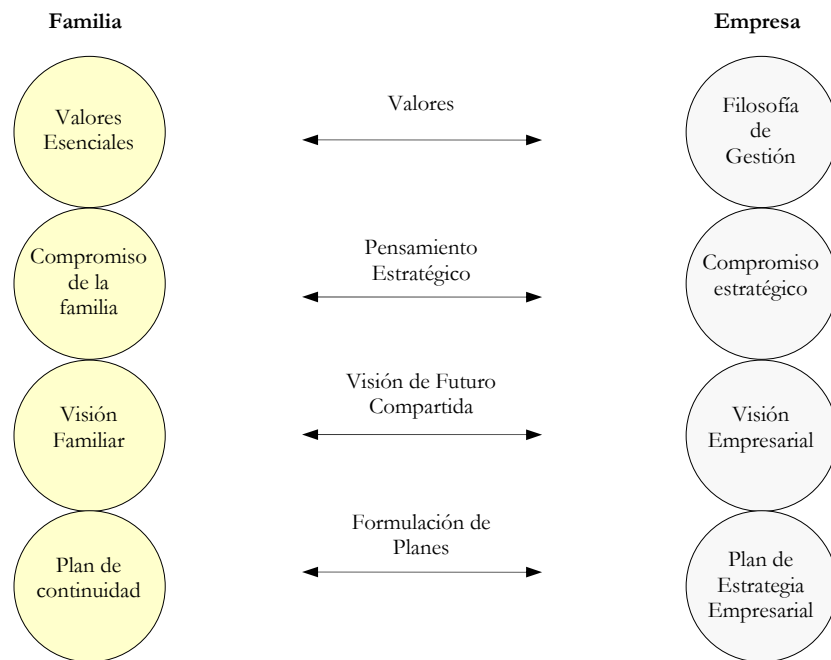 Familia
Empresa
Valores
Esenciales
Valores
Filosofía
de
Gestión
Compromiso
de la
familia
Pensamiento
Estratégico
Compromiso
estratégico
Visión
Familiar
Visión de Futuro
Compartida
Visión
Empresarial
Plan de
continuidad
Formulación de
Planes
Plan de
Estrategia
Empresarial